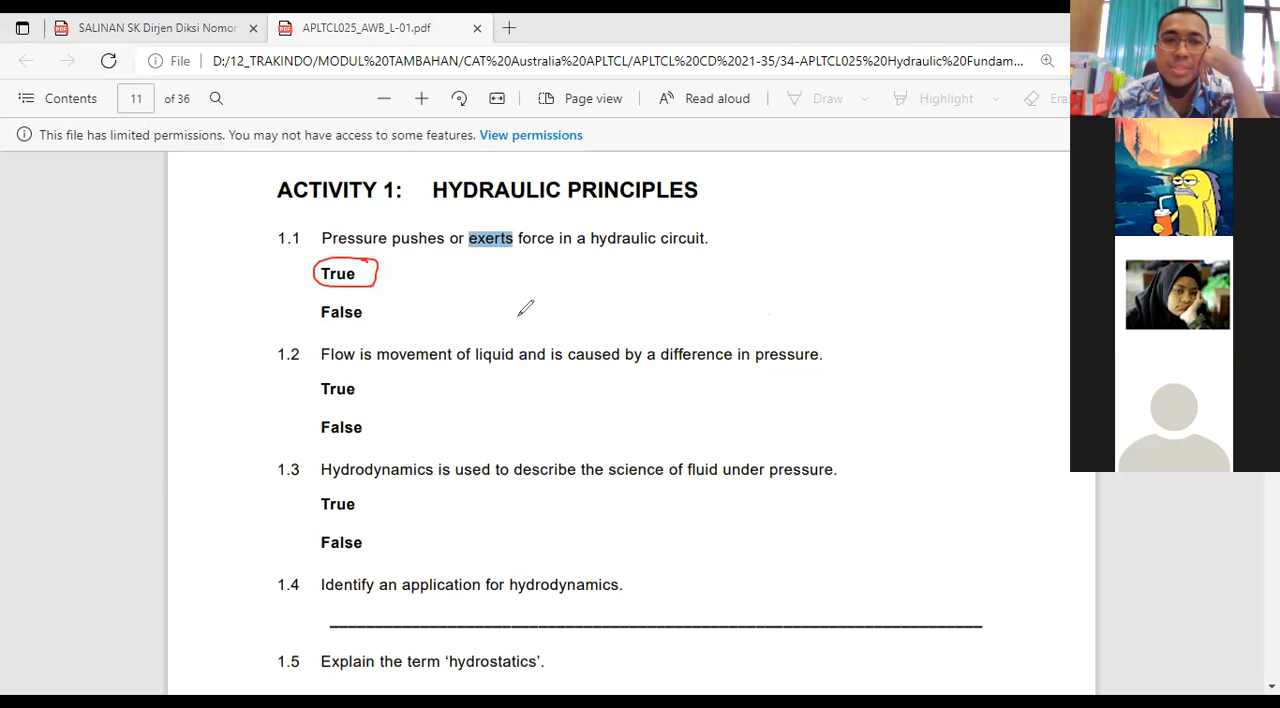 SALINAN SK Dirjen Diksi Nomor
APLTCL025_AWB_L-01.pdf
File D:/12_TRAKINDO/MODUL%20TAMBAHAN/CAT%20Australia%20APLTCL/APLTCL%20CD%2021-35/34-APLTCL025%20Hydraulic%20Fundam...
Contents 11 of 36 Page view Read aloud Draw Highlight Era
This file has limited permissions. You may not have access to some features. View permissions
ACTIVITY 1: HYDRAULIC PRINCIPLES
1.1 Pressure pushes or exerts force in a hydraulic circuit.
True
False
1.2 Flow is movement of liquid and is caused by a difference in pressure.
True
False
1.3 Hydrodynamics is used to describe the science of fluid under pressure.
True
False
1.4 Identify an application for hydrodynamics.
1.5 Explain the term ‘hydrostatics’.